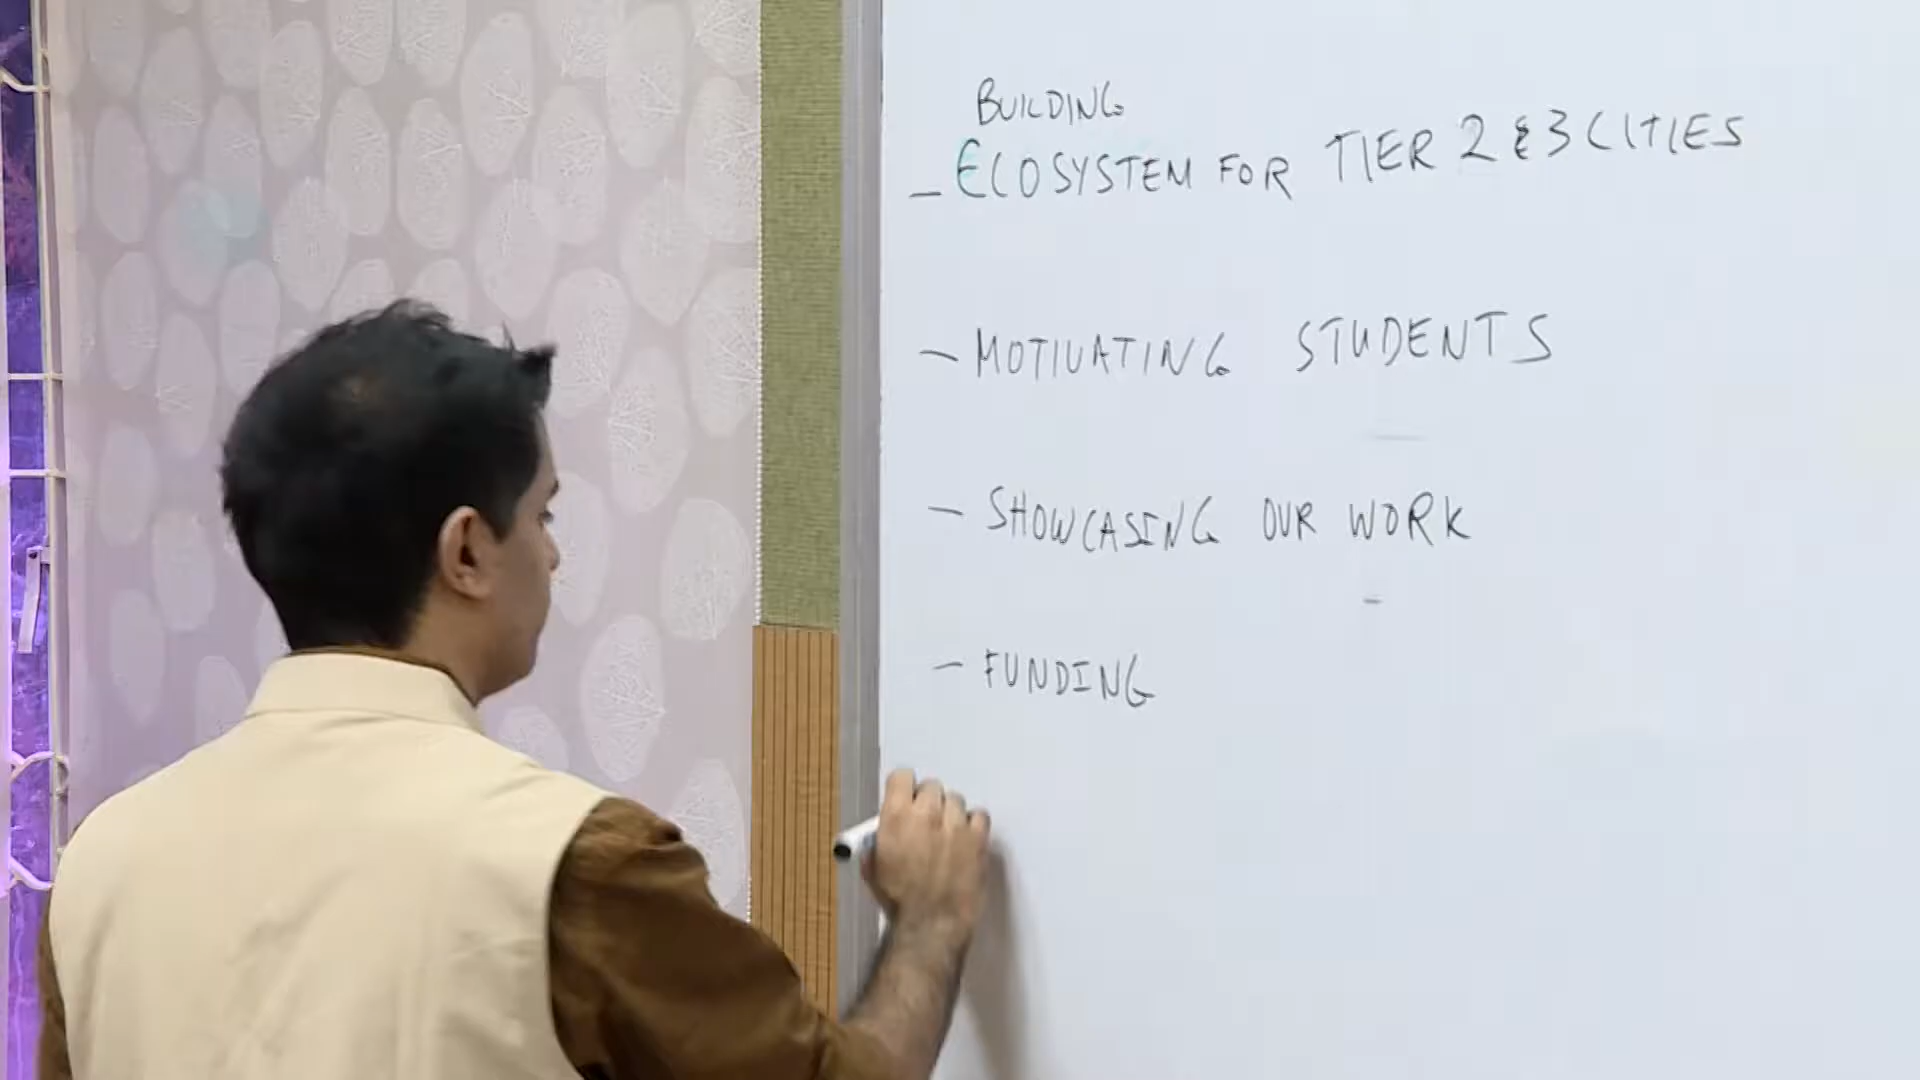 BUILDING
- ECOSYSTEM FOR TIER 2 & 3 CITIES
- MOTIVATING STUDENTS
- SHOWCASING OUR WORK
- FUNDING